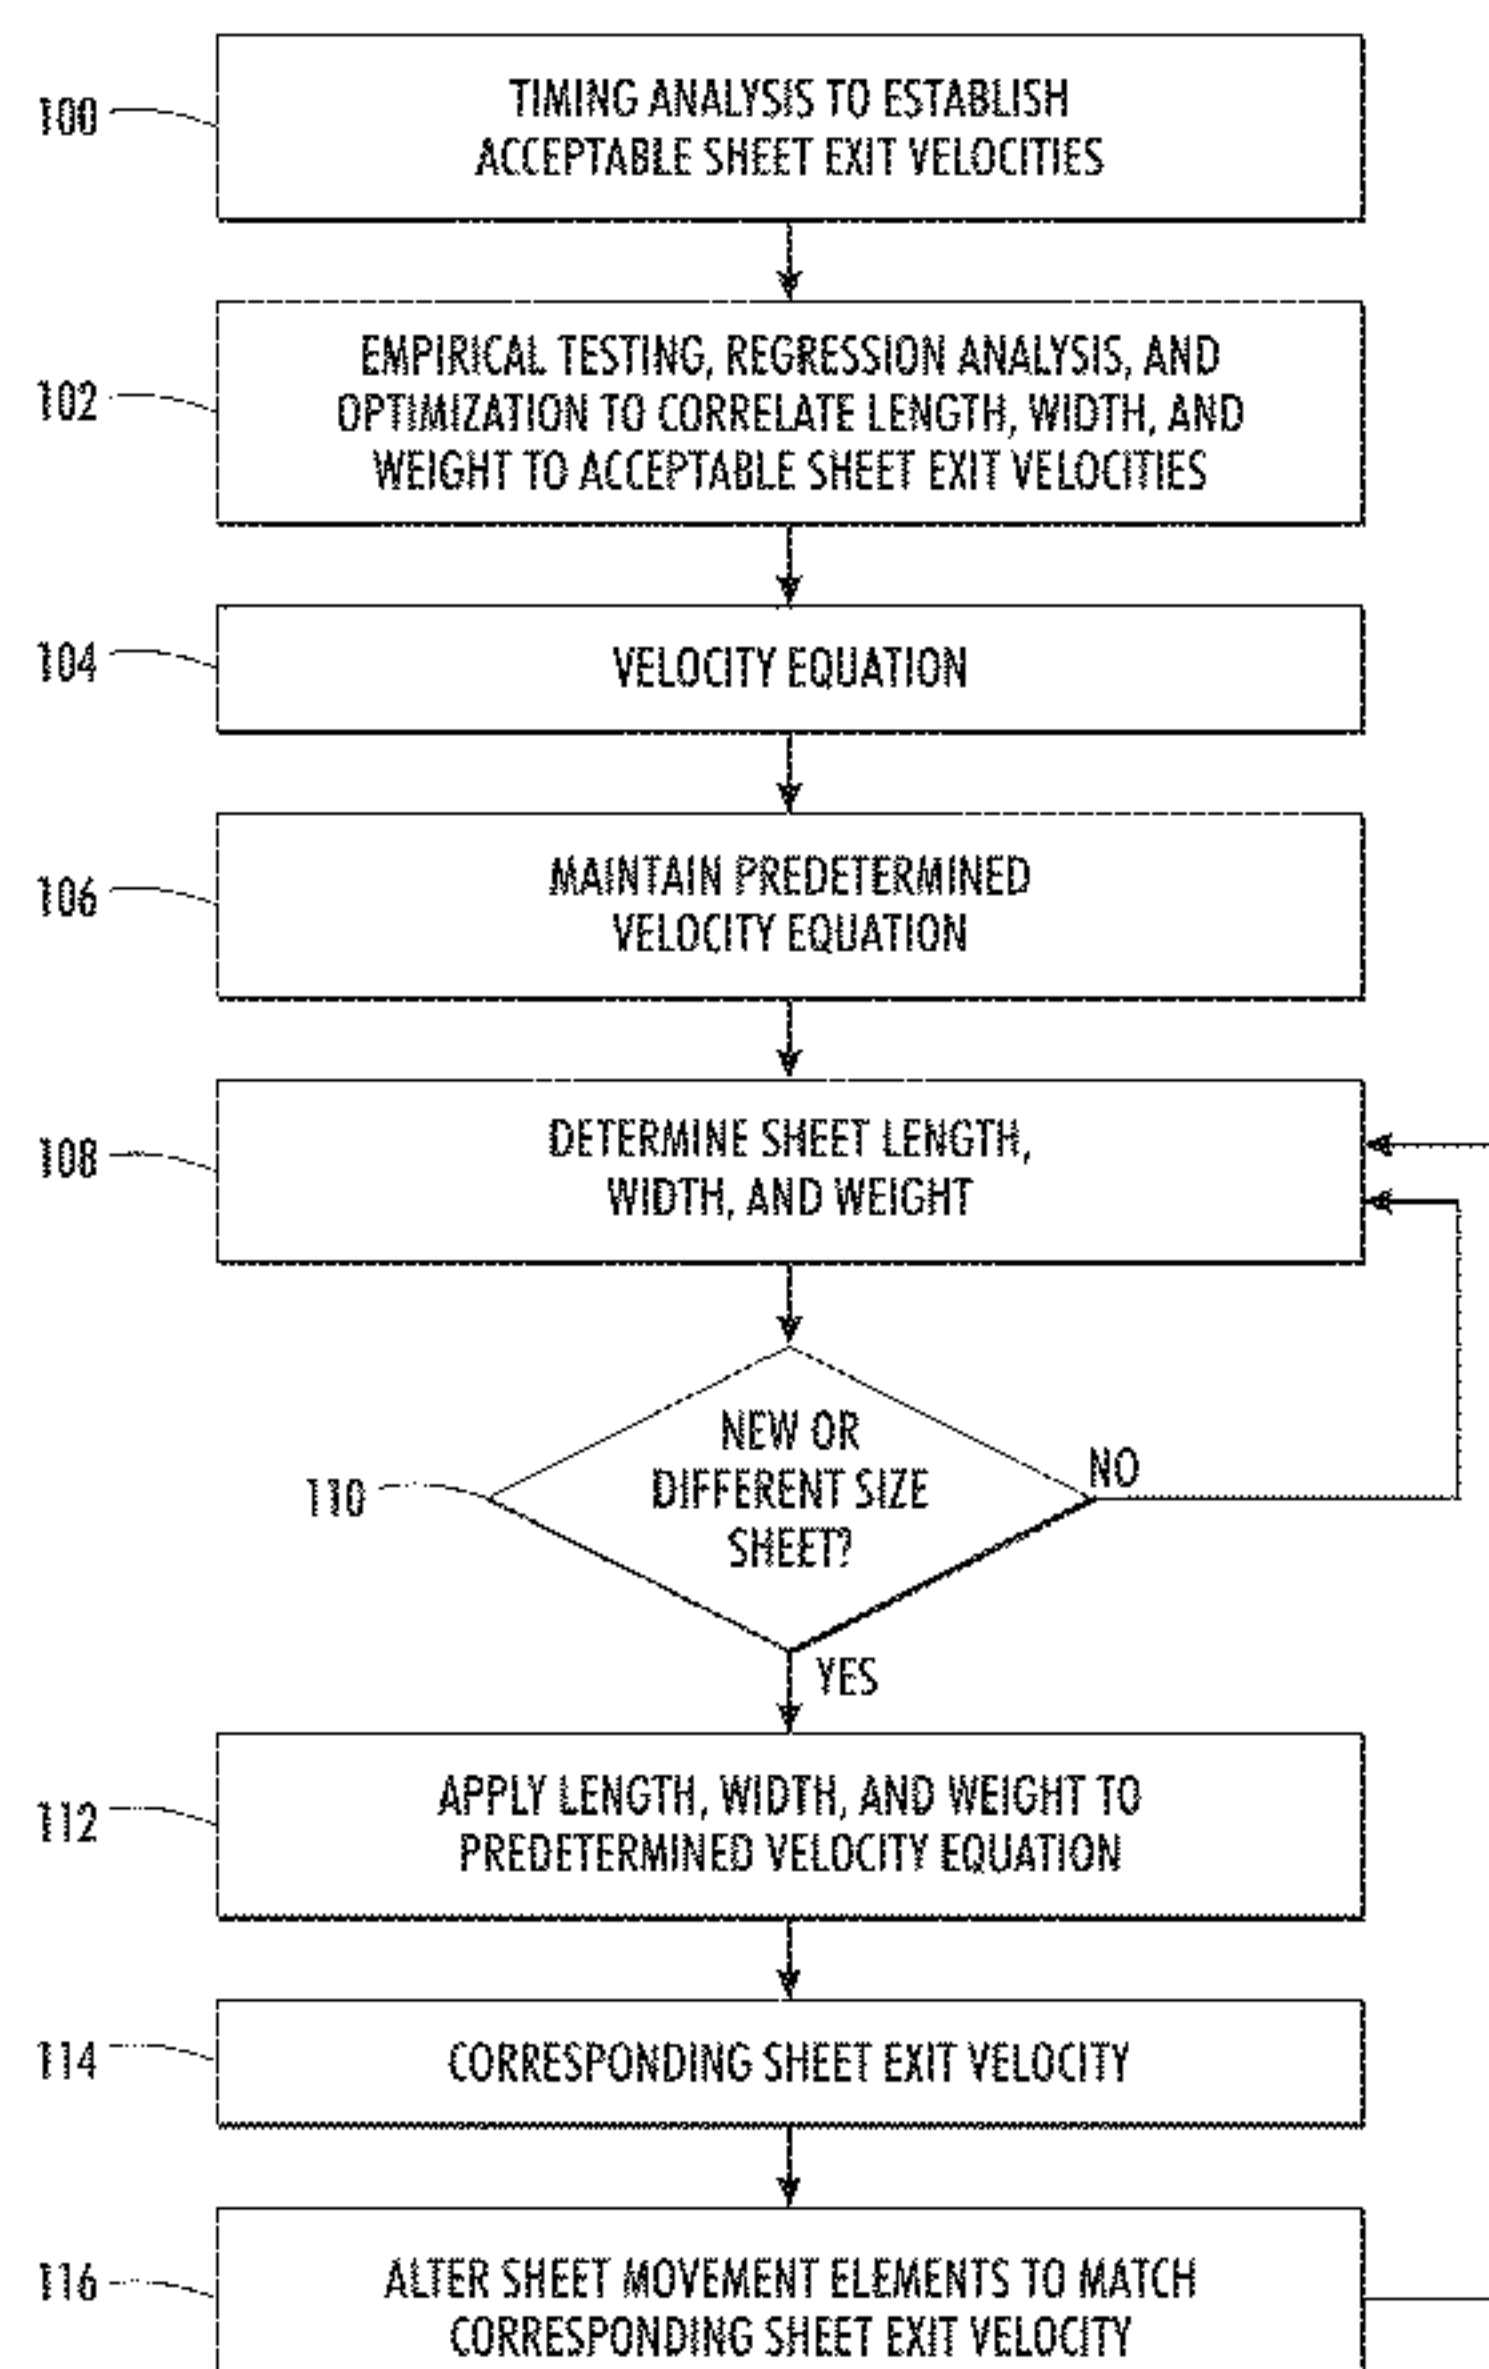 100
TIMING ANALYSIS TO ESTABLISH
ACCEPTABLE SHEET EXIT VELOCITIES
102
EMPIRICAL TESTING, REGRESSION ANALYSIS, AND
OPTIMIZATION TO CORRELATE LENGTH, WIDTH, AND
WEIGHT TO ACCEPTABLE SHEET EXIT VELOCITIES
104
VELOCITY EQUATION
106
MAINTAIN PREDETERMINED
VELOCITY EQUATION
108
DETERMINE SHEET LENGTH,
WIDTH, AND WEIGHT
110
NEW OR
DIFFERENT SIZE
SHEET?
NO
YES
112
APPLY LENGTH, WIDTH, AND WEIGHT TO
PREDETERMINED VELOCITY EQUATION
114
CORRESPONDING SHEET EXIT VELOCITY
116
ALTER SHEET MOVEMENT ELEMENTS TO MATCH
CORRESPONDING SHEET EXIT VELOCITY